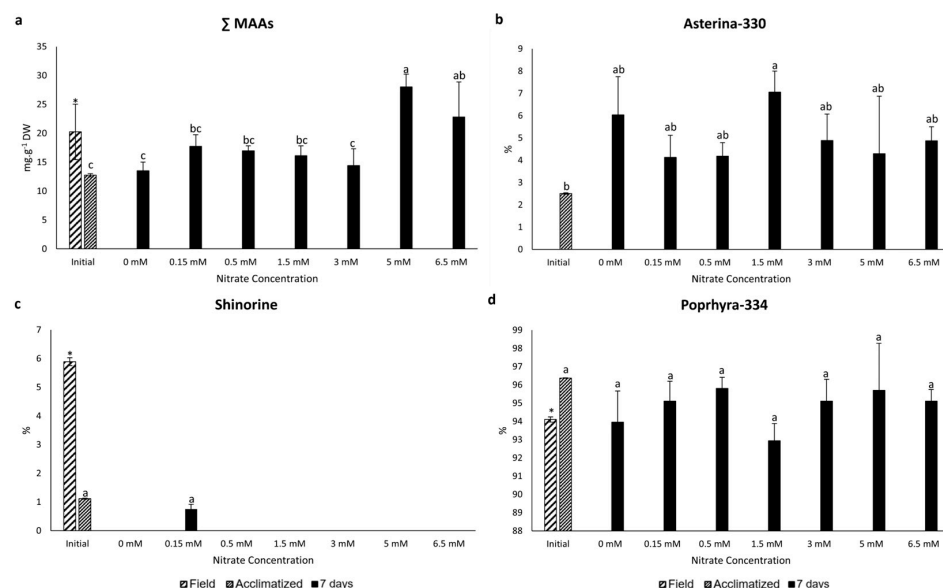 a
∑ MAAs
mg.g⁻¹ DW
35
30
25
20
15
10
5
0
*
c
c
bc
bc
bc
c
a
ab
Initial 0 mM 0.15 mM 0.5 mM 1.5 mM 3 mM 5 mM 6.5 mM
Nitrate Concentration
b
Asterina-330
%
9
8
7
6
5
4
3
2
1
0
b
ab
ab
ab
a
ab
ab
ab
Initial 0 mM 0.15 mM 0.5 mM 1.5 mM 3 mM 5 mM 6.5 mM
Nitrate Concentration
c
Shinorine
%
7
6
5
4
3
2
1
0
*
a
a
Initial 0 mM 0.15 mM 0.5 mM 1.5 mM 3 mM 5 mM 6.5 mM
Nitrate Concentration
Field Acclimatized 7 days
d
Poprhyra-334
%
99
98
97
96
95
94
93
92
91
90
89
88
*
a
a
a
a
a
a
a
a
Initial 0 mM 0.15 mM 0.5 mM 1.5 mM 3 mM 5 mM 6.5 mM
Nitrate Concentration
Field Acclimatized 7 days